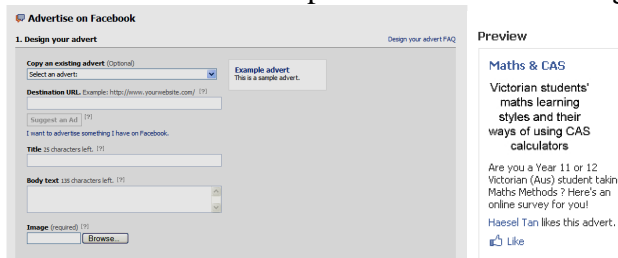 Advertise on Facebook
1. Design your advert
Design your advert FAQ
Copy an existing advert (Optional)
Select an advert:
Example advert
This is a sample advert.
Destination URL. Example: http://www.yourwebsite.com/ [?]
Suggest an Ad [?]
I want to advertise something I have on Facebook.
Title 25 characters left. [?]
Body text 135 characters left. [?]
Image (required) [?]
Browse...
Preview
Maths & CAS
Victorian students'
maths learning
styles and their
ways of using CAS
calculators
Are you a Year 11 or 12
Victorian (Aus) student takin
Maths Methods ? Here's an
online survey for you!
Haesel Tan likes this advert.
Like